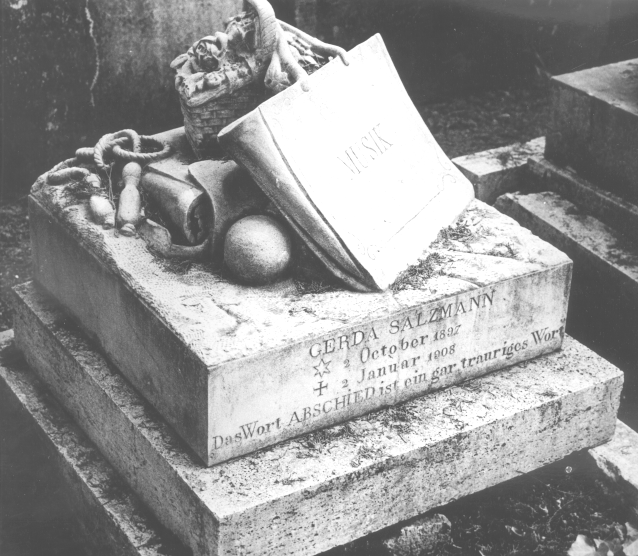 MUSIK
GERDA SALZMANN
☆ 2 October 1897
✝ 2 Januar 1908
Das Wort ABSCHIED ist ein gar trauriges Wort